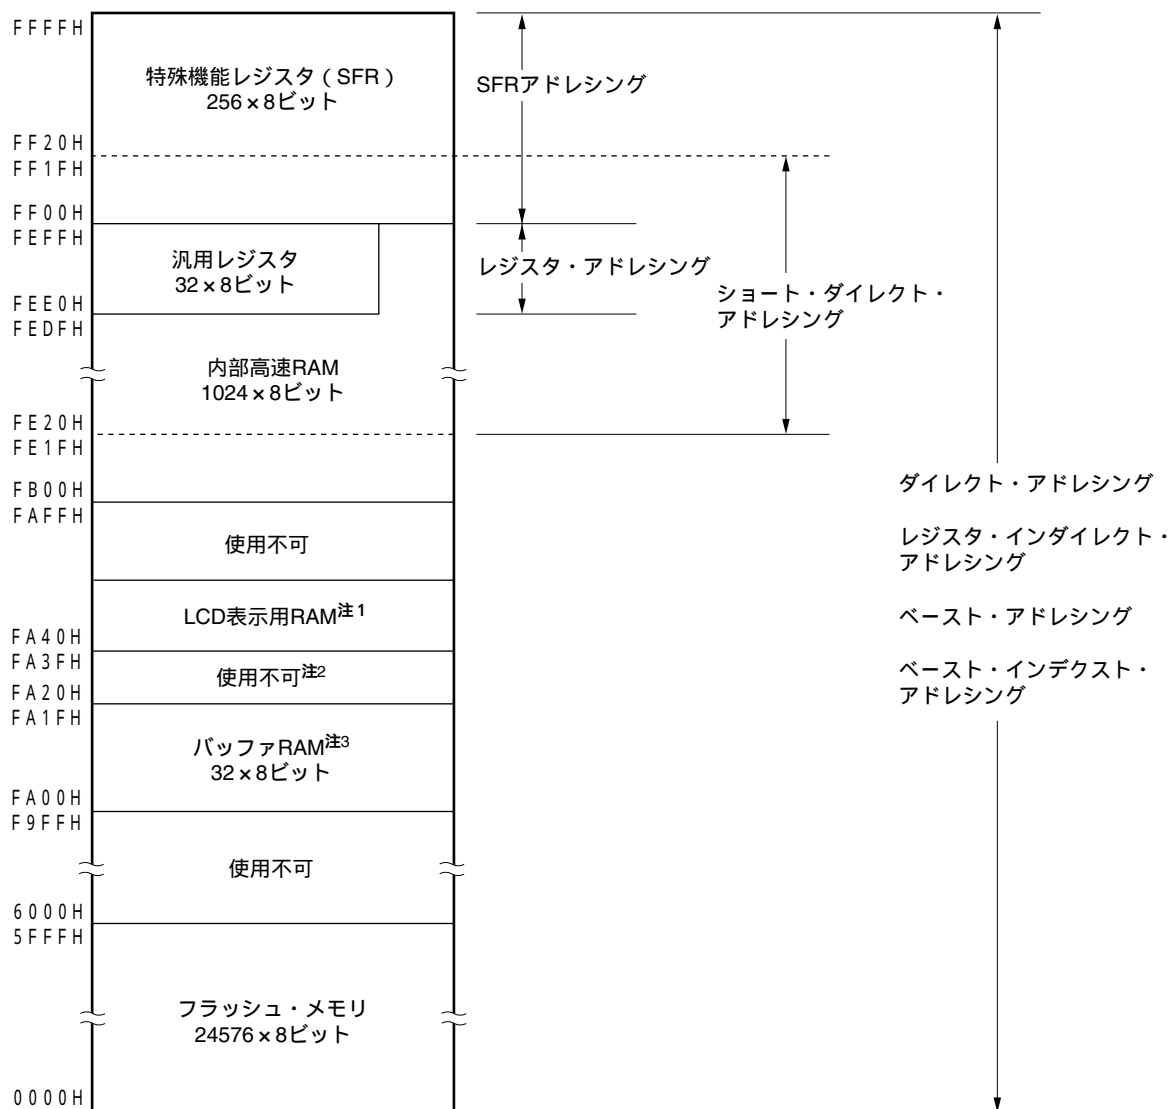 FFFFH
特殊機能レジスタ（SFR）
256×8ビット
SFRアドレシング
FF20H
FF1FH
FF00H
FEFFH
汎用レジスタ
32×8ビット
レジスタ・アドレシング
ショート・ダイレクト・
アドレシング
FEE0H
FEDFH
内部高速RAM
1024×8ビット
FE20H
FE1FH
FB00H
FAFFH
使用不可
LCD表示用RAM注1
FA40H
FA3FH
使用不可注2
FA20H
FA1FH
バッファRAM注3
32×8ビット
FA00H
F9FFH
使用不可
6000H
5FFFH
フラッシュ・メモリ
24576×8ビット
0000H
ダイレクト・アドレシング
レジスタ・インダイレクト・
アドレシング
ベースト・アドレシング
ベースト・インデクスト・
アドレシング